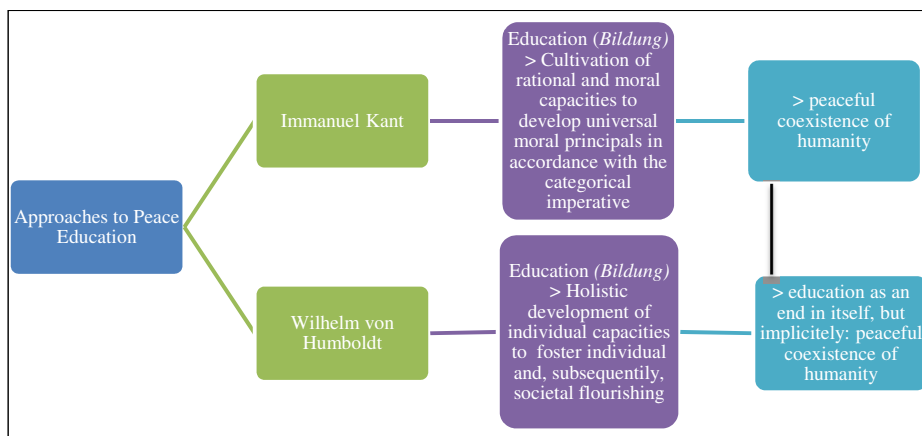 Approaches to Peace
Education
Immanuel Kant
Education (Bildung)
> Cultivation of
rational and moral
capacities to
develop universal
moral principals in
accordance with the
categorical
imperative
> peaceful
coexistence of
humanity
Wilhelm von
Humboldt
Education (Bildung)
> Holistic
development of
individual capacities
to foster individual
and, subsequently,
societal flourishing
> education as an
end in itself, but
implicitely: peaceful
coexistence of
humanity